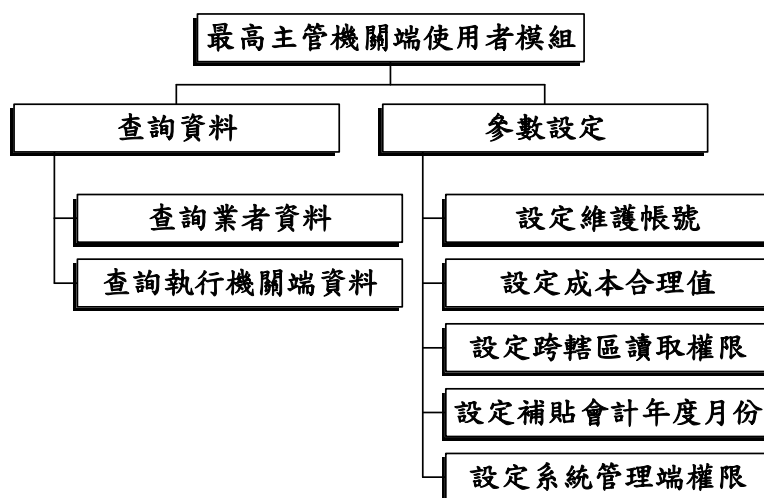 最高主管機關端使用者模組
查詢資料
參數設定
查詢業者資料
設定維護帳號
查詢執行機關端資料
設定成本合理值
設定跨轄區讀取權限
設定補貼會計年度月份
設定系統管理端權限